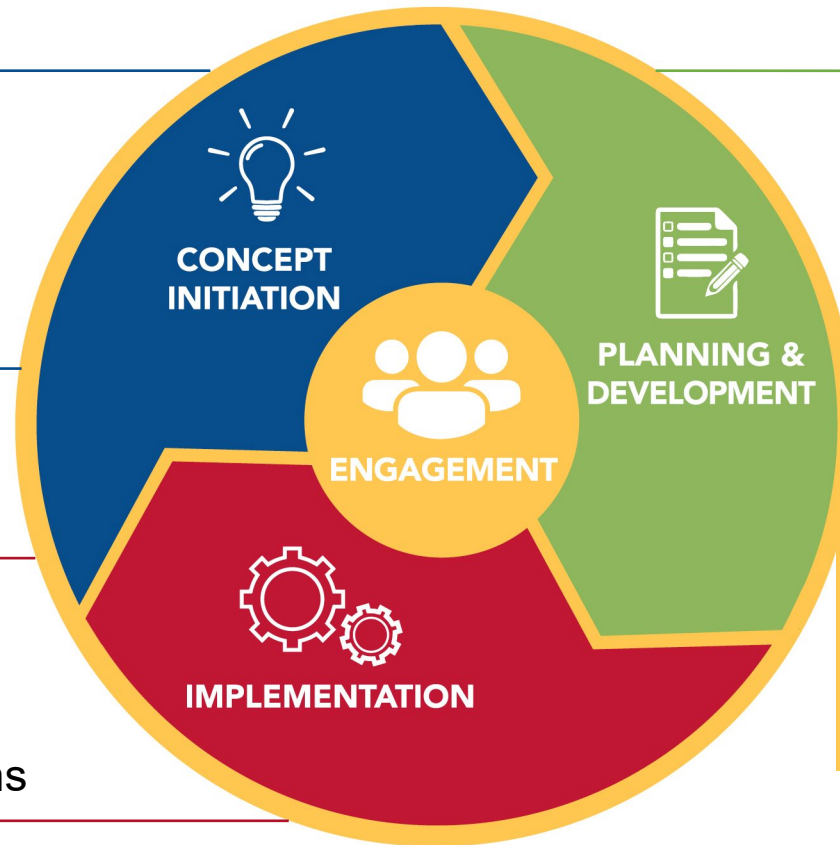 CONCEPT
INITIATION
PLANNING &
DEVELOPMENT
ENGAGEMENT
IMPLEMENTATION